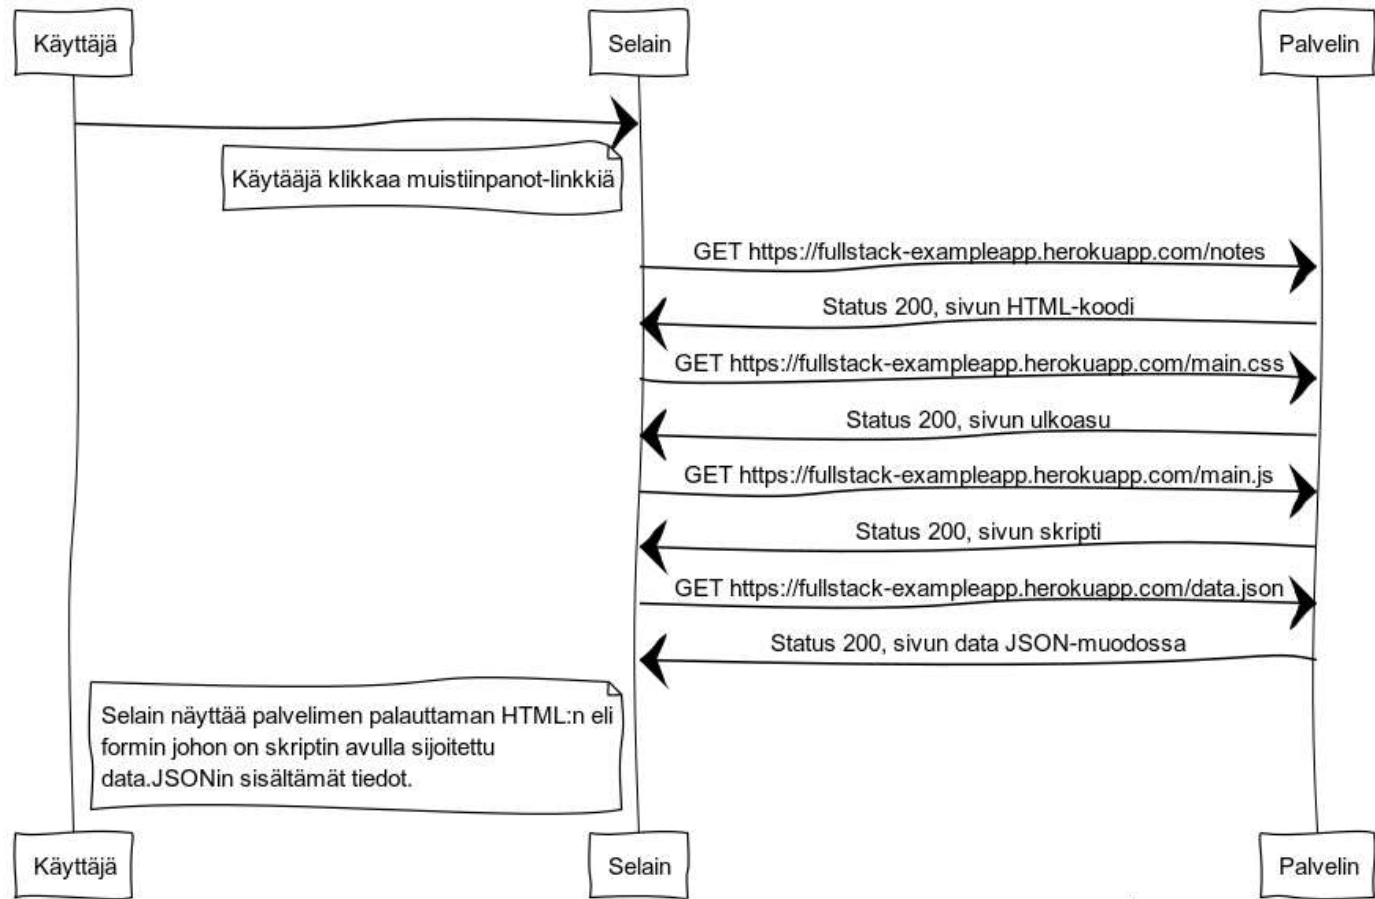 Käyttäjä
Selain
Palvelin
Käytääjä klikkaa muistiinpanot-linkkiä
GET https://fullstack-exampleapp.herokuapp.com/notes
Status 200, sivun HTML-koodi
GET https://fullstack-exampleapp.herokuapp.com/main.css
Status 200, sivun ulkoasu
GET https://fullstack-exampleapp.herokuapp.com/main.js
Status 200, sivun skripti
GET https://fullstack-exampleapp.herokuapp.com/data.json
Status 200, sivun data JSON-muodossa
Selain näyttää palvelimen palauttaman HTML:n eli
formin johon on skriptin avulla sijoitettu
data.JSONin sisältämät tiedot.
Käyttäjä
Selain
Palvelin